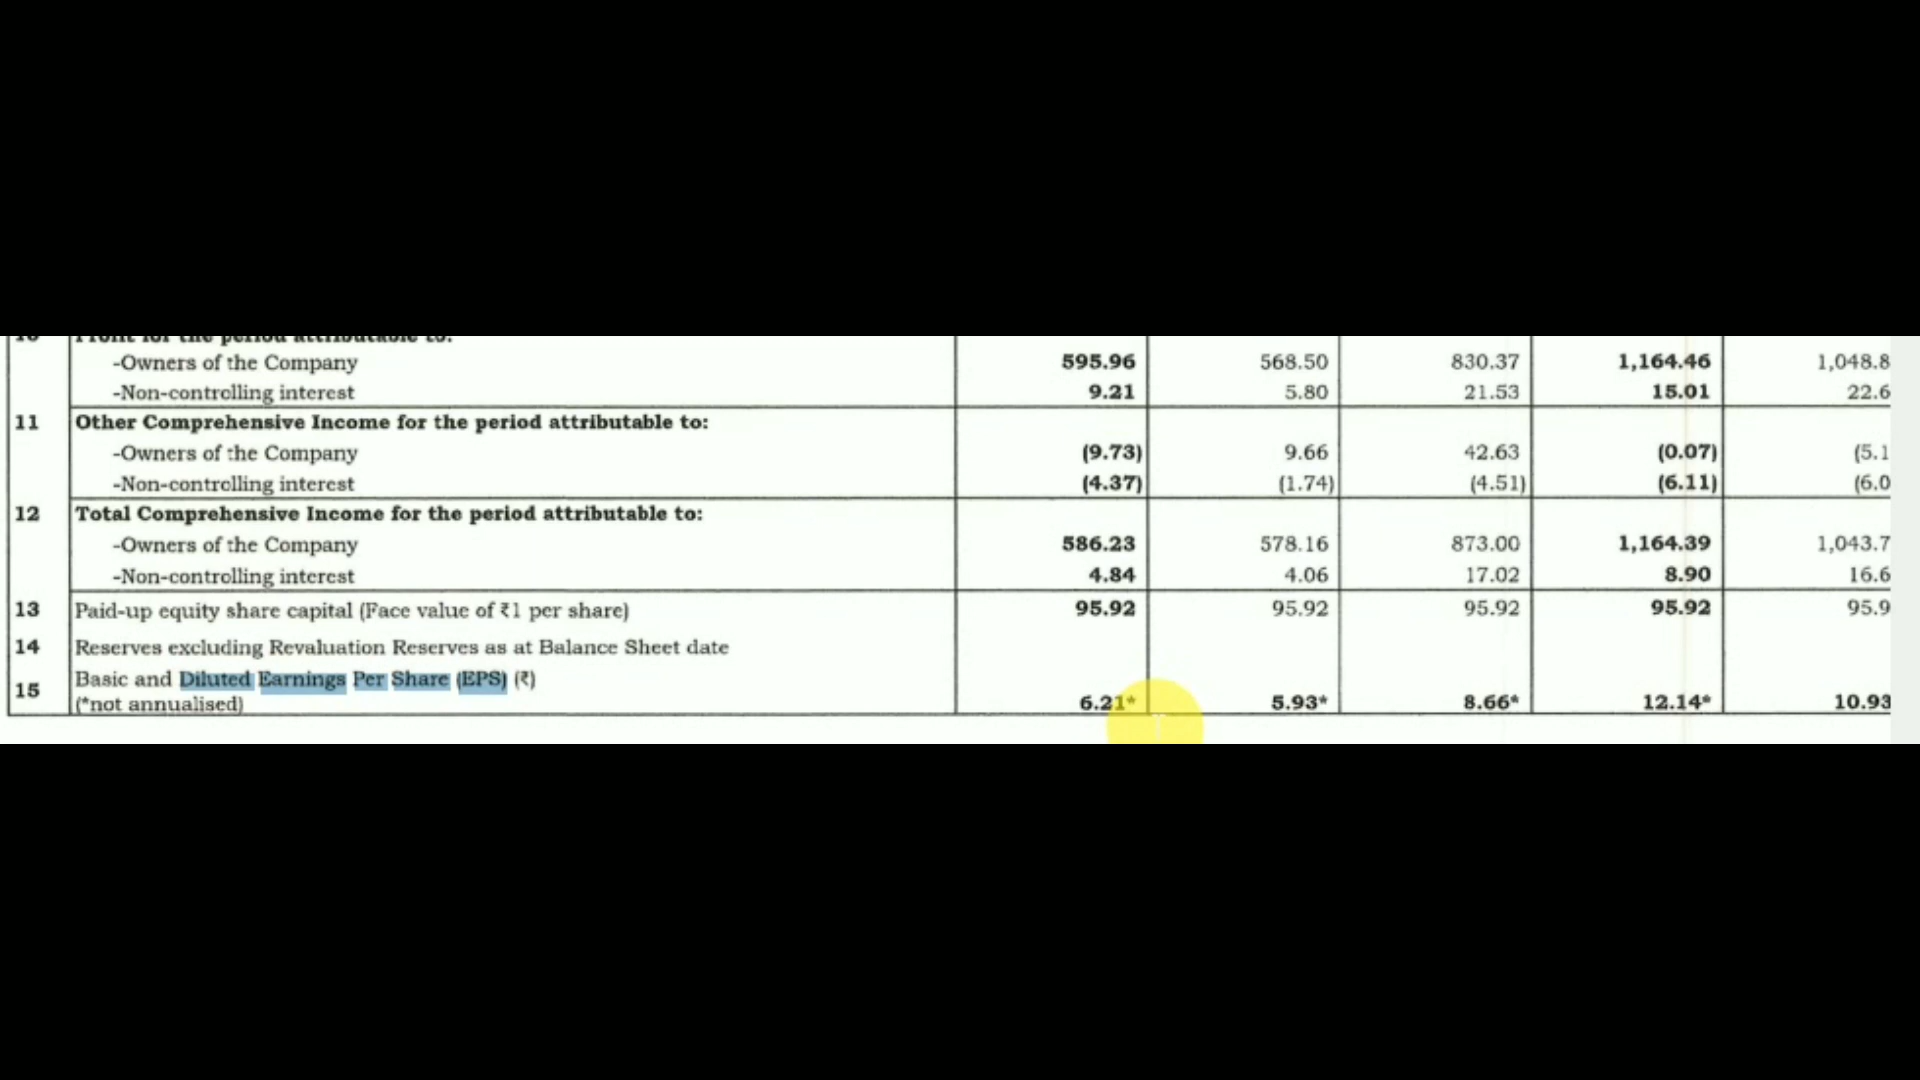 10 Profit for the period attributable to:
-Owners of the Company 595.96 568.50 830.37 1,164.46 1,048.8
-Non-controlling interest 9.21 5.80 21.53 15.01 22.6
11 Other Comprehensive Income for the period attributable to:
-Owners of the Company (9.73) 9.66 42.63 (0.07) (5.1
-Non-controlling interest (4.37) (1.74) (4.51) (6.11) (6.0
12 Total Comprehensive Income for the period attributable to:
-Owners of the Company 586.23 578.16 873.00 1,164.39 1,043.7
-Non-controlling interest 4.84 4.06 17.02 8.90 16.6
13 Paid-up equity share capital (Face value of ₹1 per share) 95.92 95.92 95.92 95.92 95.9
14 Reserves excluding Revaluation Reserves as at Balance Sheet date
15 Basic and Diluted Earnings Per Share (EPS) (₹)
(*not annualised) 6.21* 5.93* 8.66* 12.14* 10.93